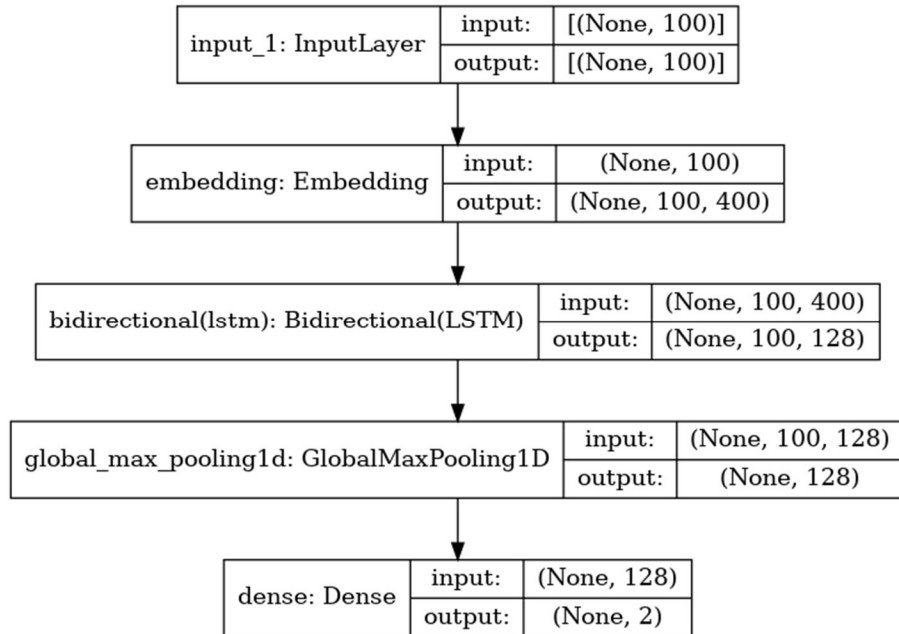 input_1: InputLayer
input: [(None, 100)]
output: [(None, 100)]
embedding: Embedding
input: (None, 100)
output: (None, 100, 400)
bidirectional(lstm): Bidirectional(LSTM)
input: (None, 100, 400)
output: (None, 100, 128)
global_max_pooling1d: GlobalMaxPooling1D
input: (None, 100, 128)
output: (None, 128)
dense: Dense
input: (None, 128)
output: (None, 2)